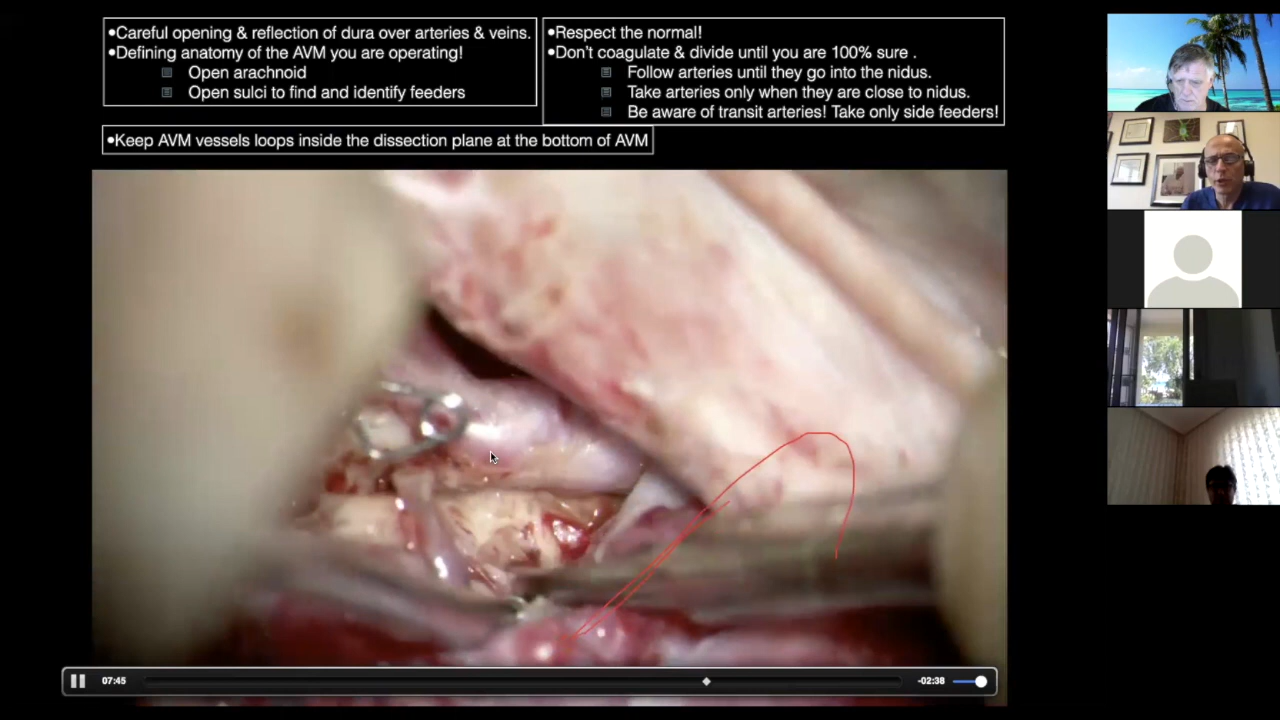 •Careful opening & reflection of dura over arteries & veins.
•Defining anatomy of the AVM you are operating!
Open arachnoid
Open sulci to find and identify feeders
•Respect the normal!
•Don't coagulate & divide until you are 100% sure .
Follow arteries until they go into the nidus.
Take arteries only when they are close to nidus.
Be aware of transit arteries! Take only side feeders!
•Keep AVM vessels loops inside the dissection plane at the bottom of AVM
07:45
-02:38